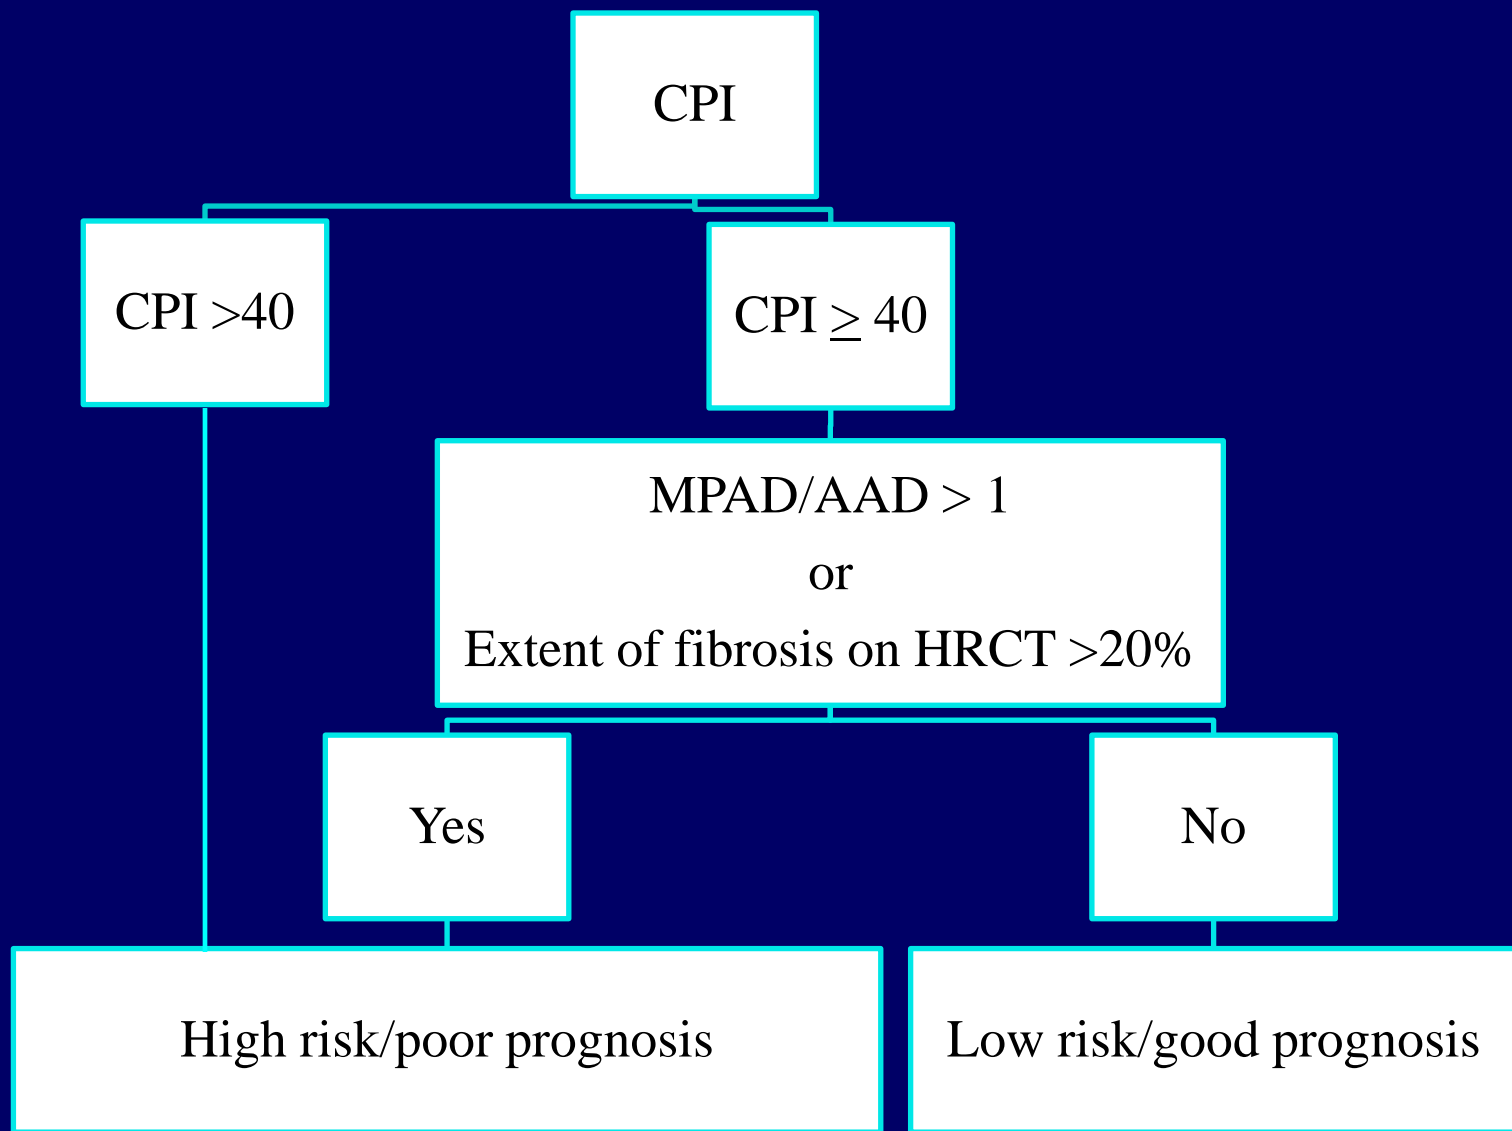 CPI
CPI >40
CPI ≥ 40
MPAD/AAD > 1
or
Extent of fibrosis on HRCT >20%
Yes
No
High risk/poor prognosis
Low risk/good prognosis